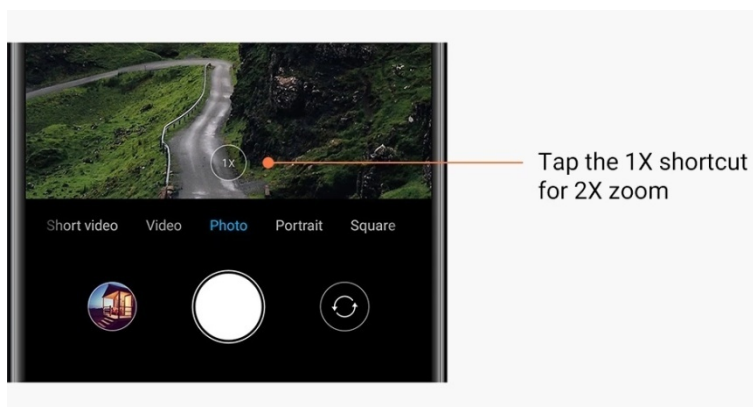 1X
Tap the 1X shortcut
for 2X zoom
Short video Video Photo Portrait Square